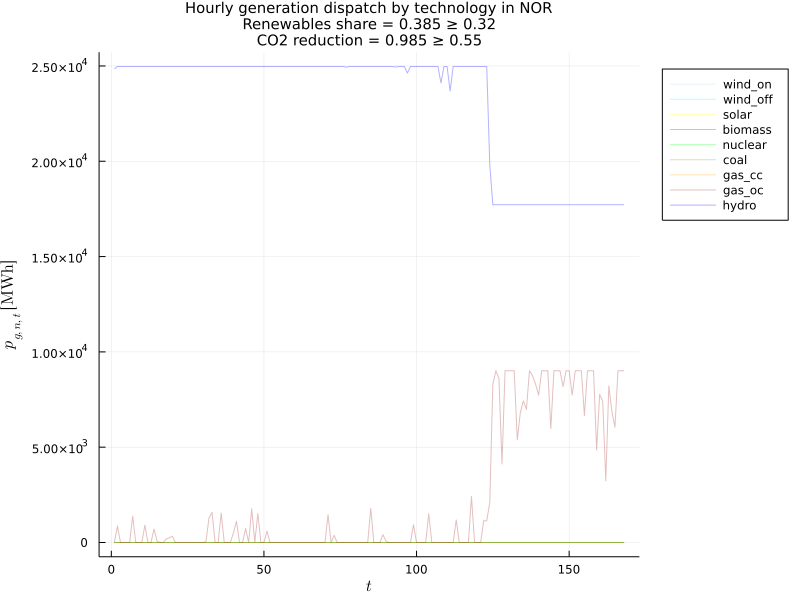 Hourly generation dispatch by technology in NOR
Renewables share = 0.385 ≥ 0.32
CO2 reduction = 0.985 ≥ 0.55
2.50×10⁴
2.00×10⁴
1.50×10⁴
1.00×10⁴
5.00×10³
0
p_{g,n,t} [MWh]
0 50 100 150
t
wind_on
wind_off
solar
biomass
nuclear
coal
gas_cc
gas_oc
hydro